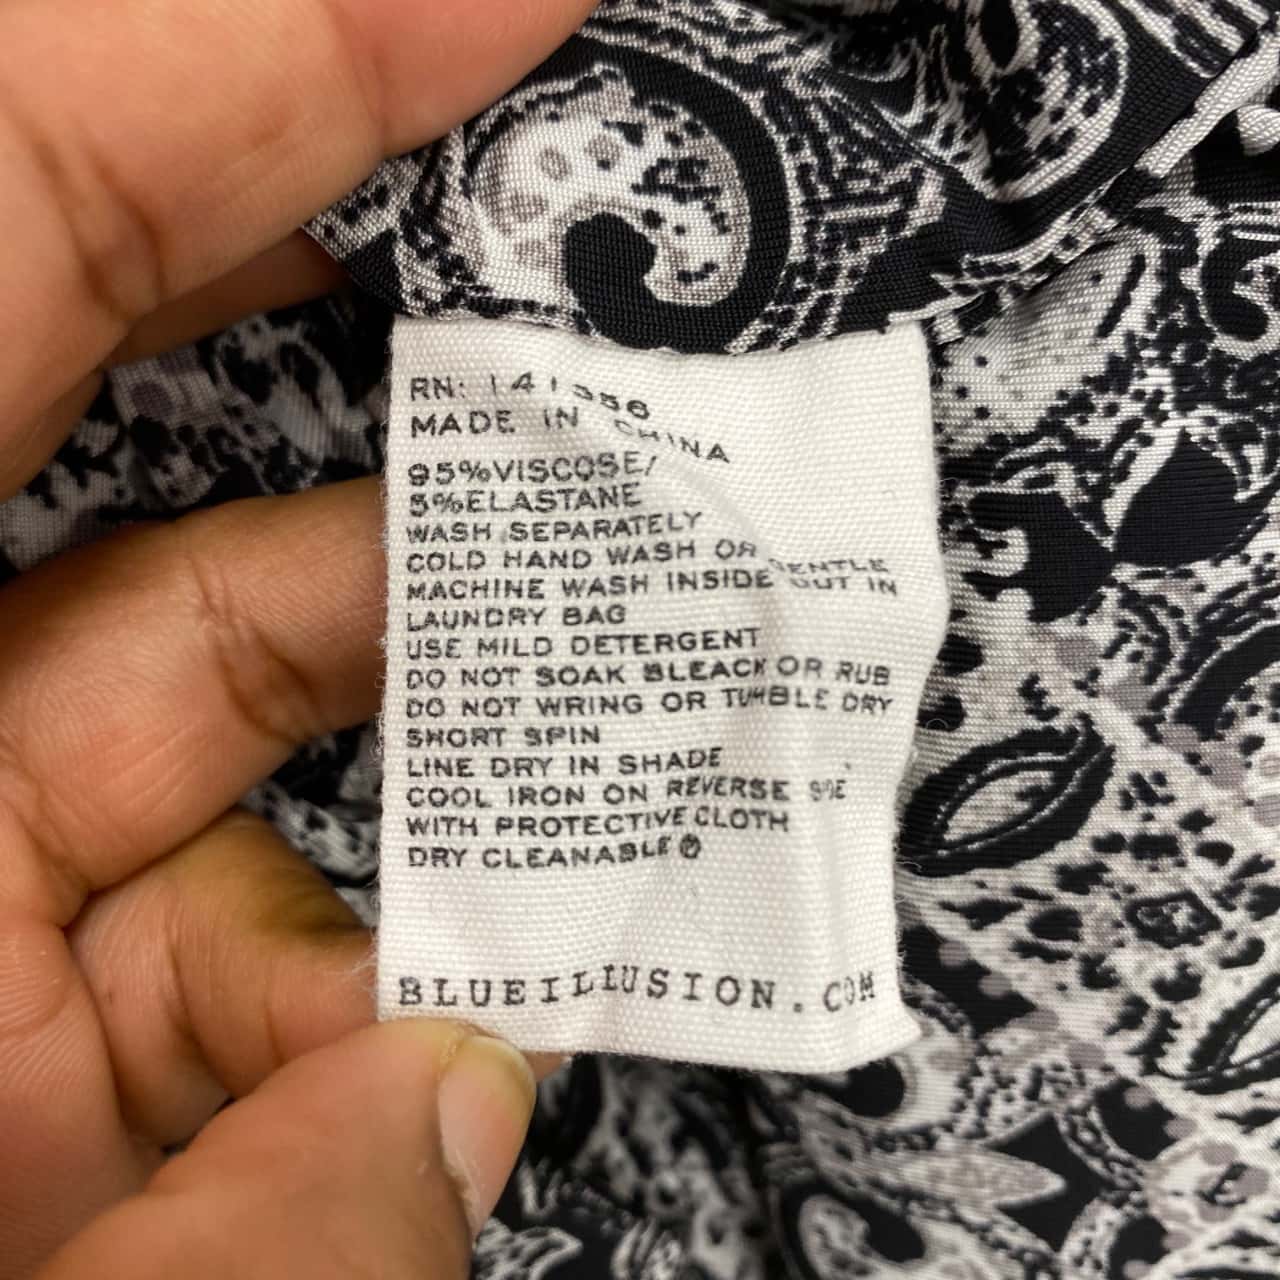 RN: 141356
MADE IN CHINA
95%VISCOSE/
5%ELASTANE
WASH SEPARATELY
COLD HAND WASH OR GENTLE
MACHINE WASH INSIDE OUT IN
LAUNDRY BAG
USE MILD DETERGENT
DO NOT SOAK BLEACK OR RUB
DO NOT WRING OR TUMBLE DRY
SHORT SPIN
LINE DRY IN SHADE
COOL IRON ON REVERSE SIDE
WITH PROTECTIVE CLOTH
DRY CLEANABLE Ⓟ
BLUEILLUSION.COM